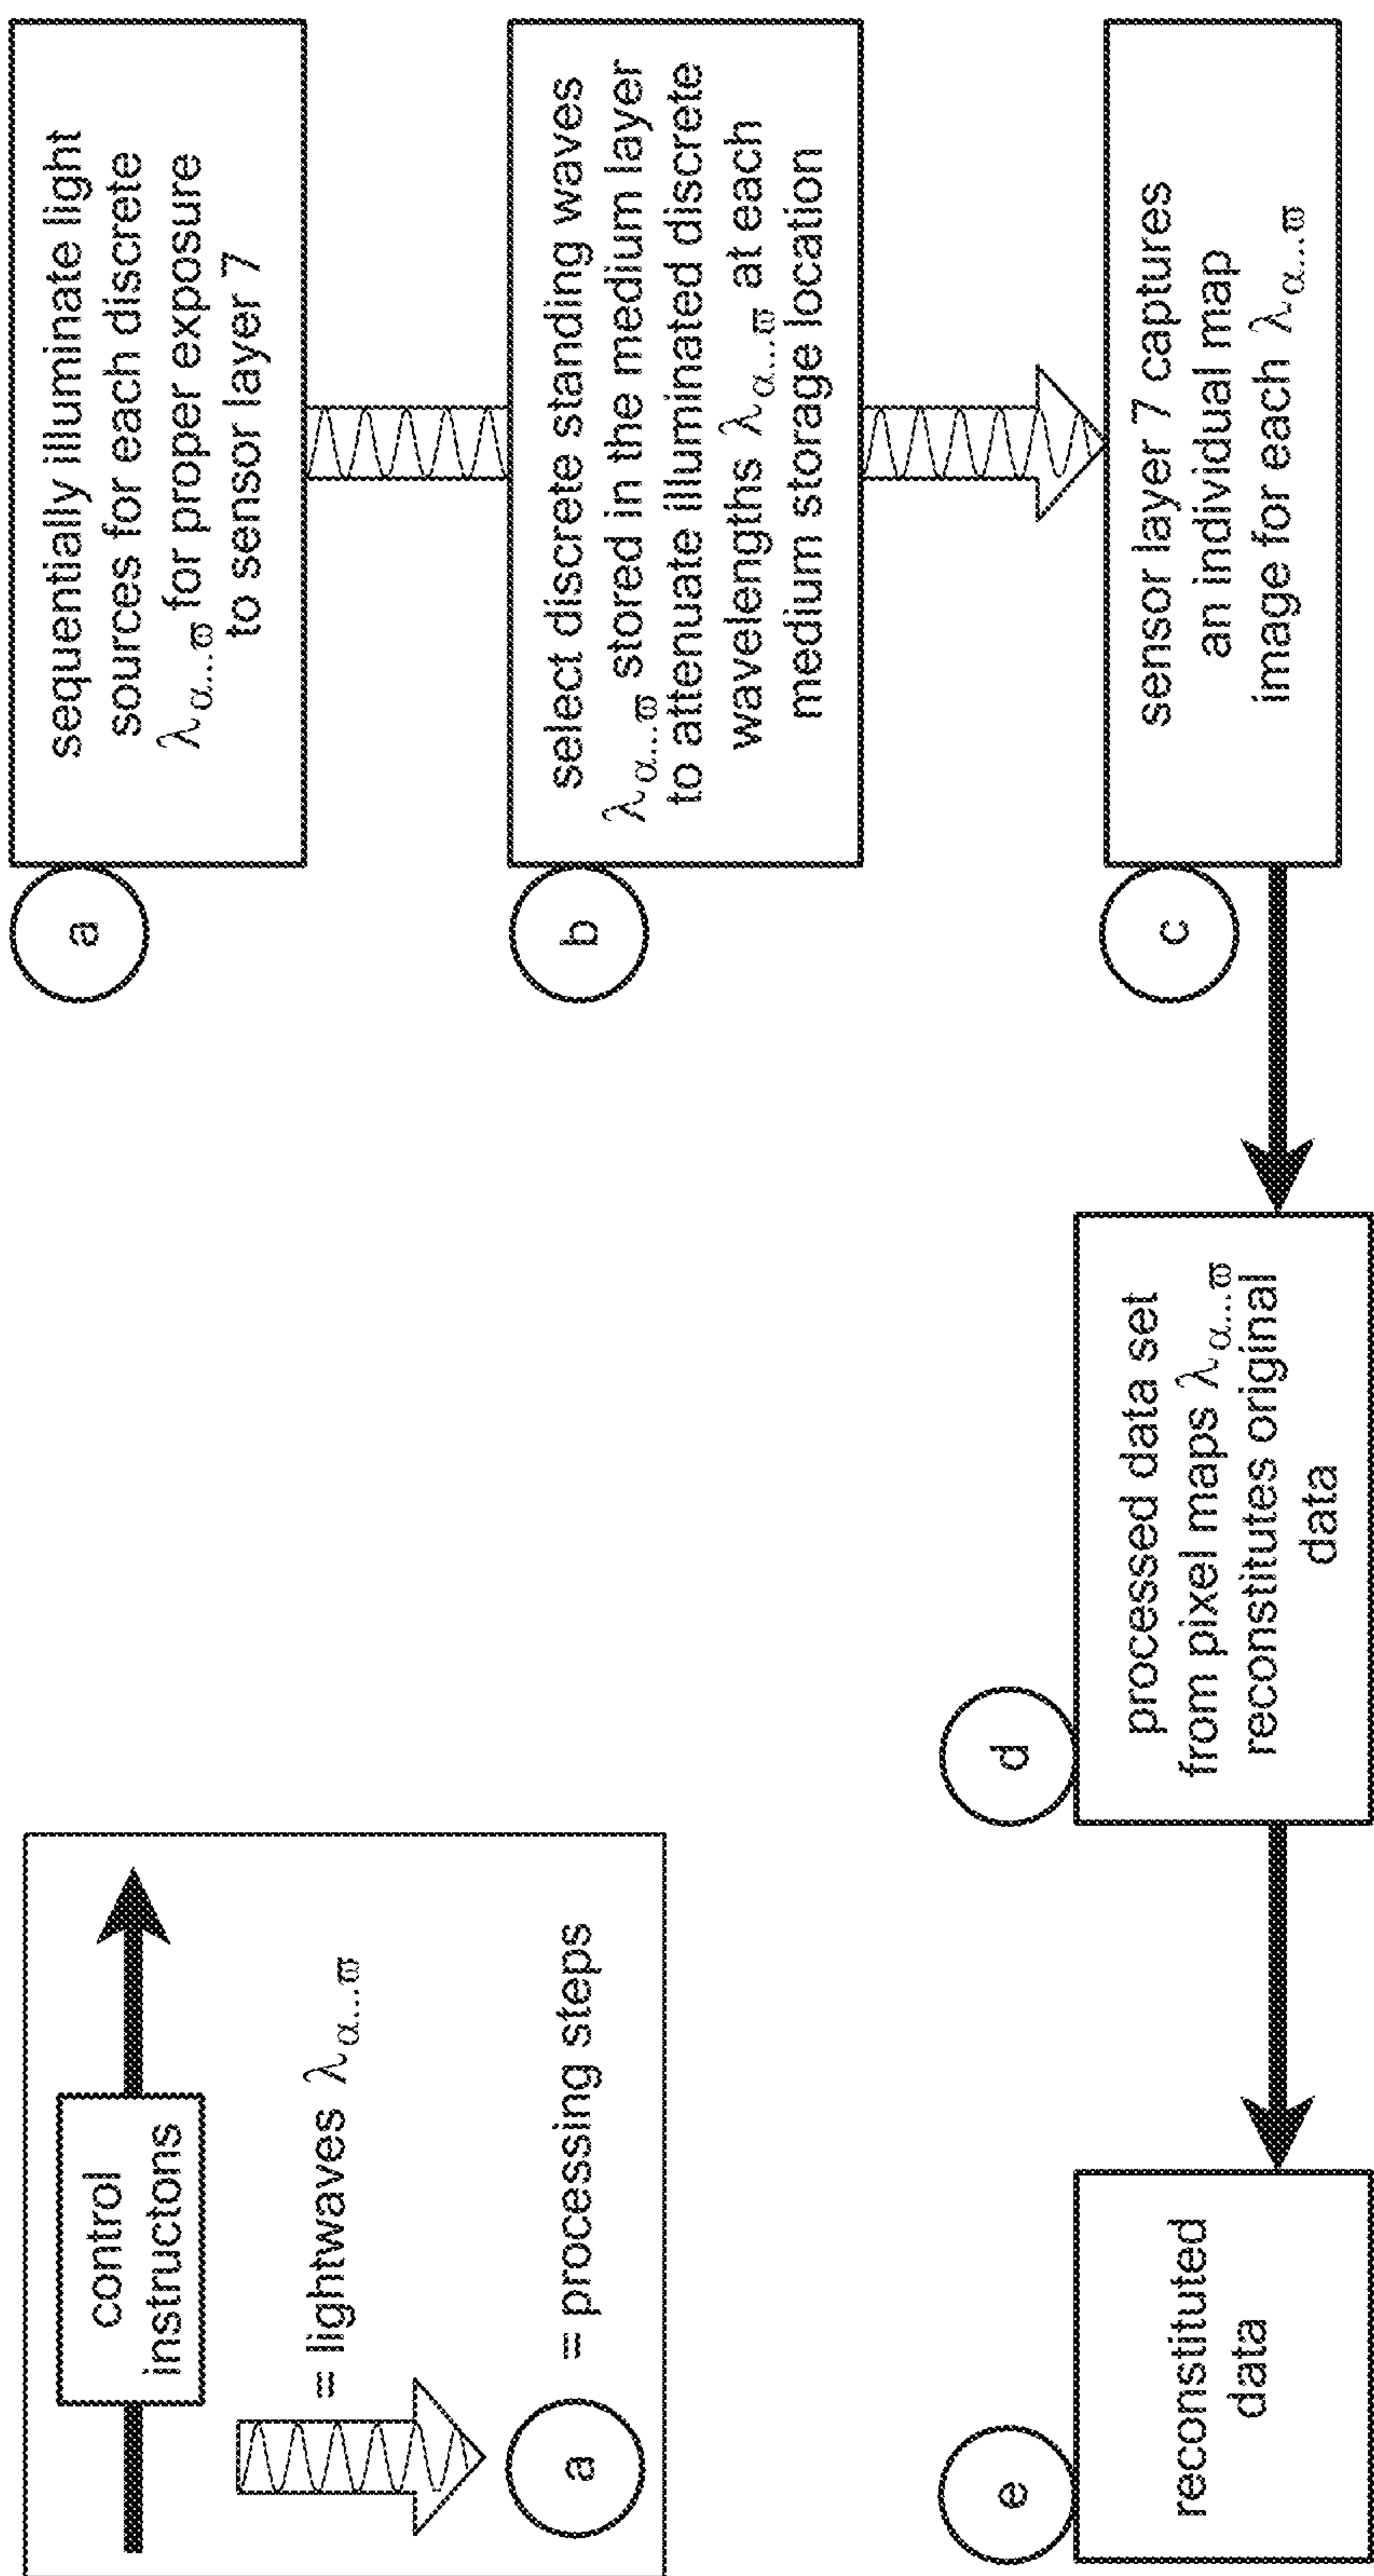 control
instructons
= lightwaves λα...ϖ
a
= processing steps
a
sequentially illuminate light
sources for each discrete
λα...ϖ for proper exposure
to sensor layer 7
b
select discrete standing waves
λα...ϖ stored in the medium layer
to attenuate illuminated discrete
wavelengths λα...ϖ at each
medium storage location
c
sensor layer 7 captures
an individual map
image for each λα...ϖ
d
processed data set
from pixel maps λα...ϖ
reconstitutes original
data
e
reconstituted
data